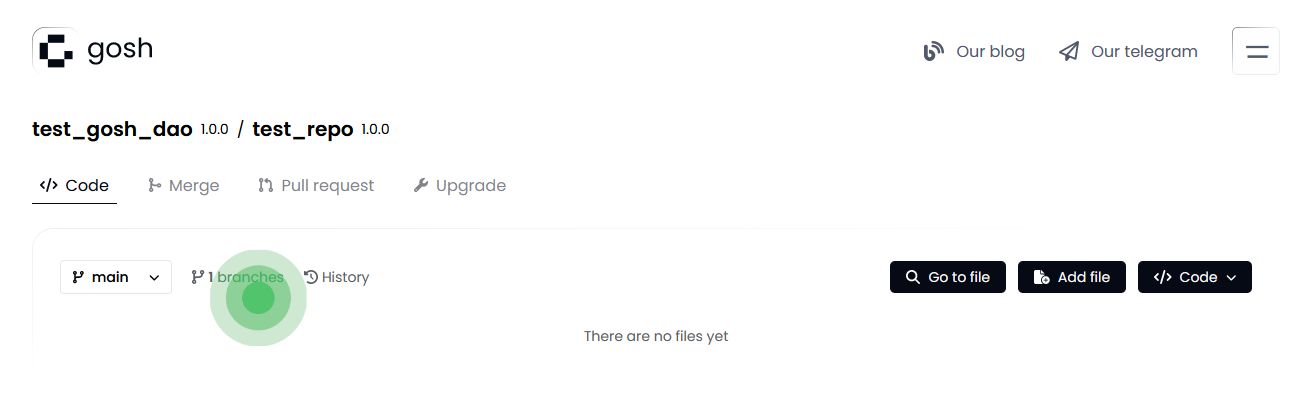 gosh
Our blog
Our telegram
test_gosh_dao 1.0.0 / test_repo 1.0.0
Code
Merge
Pull request
Upgrade
main
1 branches
History
Go to file
Add file
Code
There are no files yet